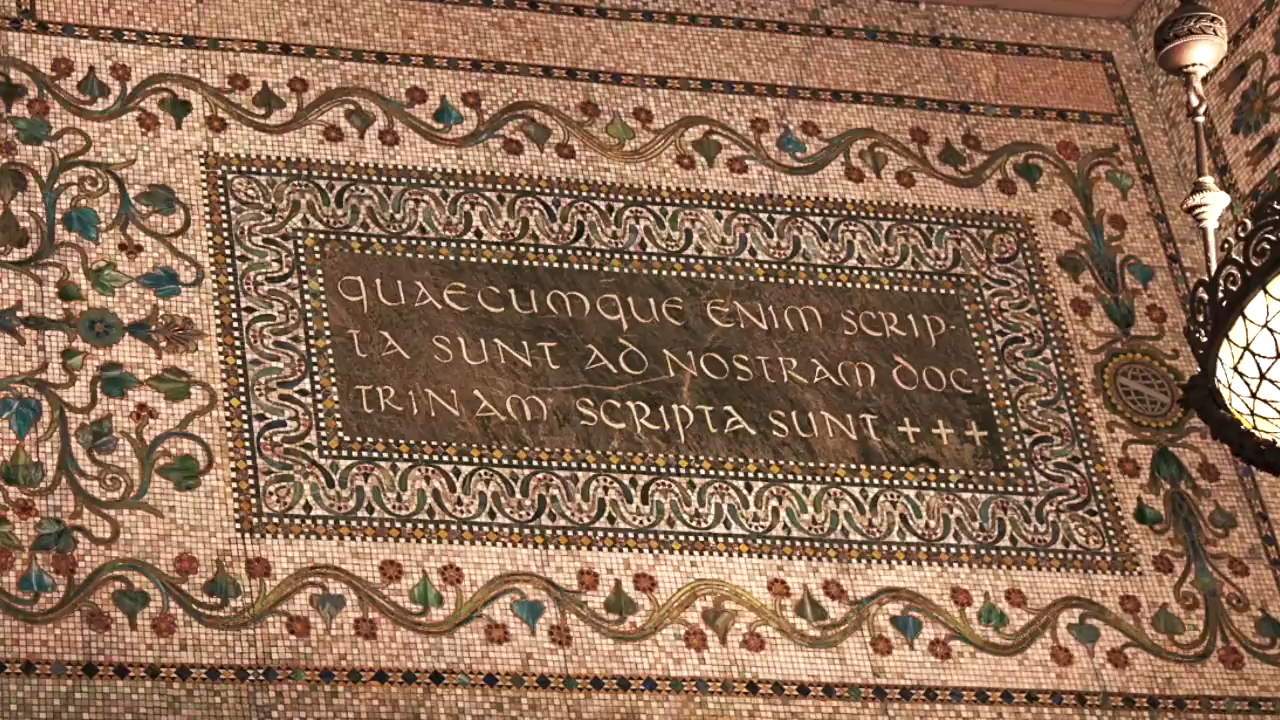 QUAECUMQUE ENIM SCRIP-
TA SUNT AD NOSTRAM DOC
TRINAM SCRIPTA SUNT +++